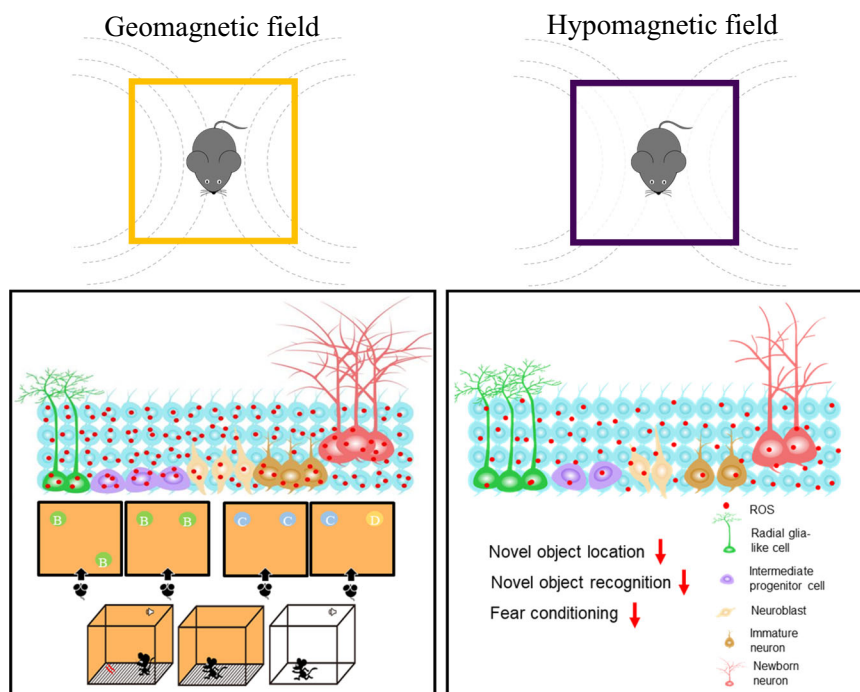 Geomagnetic field
Hypomagnetic field
B
B
B
B
C
C
C
D
Novel object location
Novel object recognition
Fear conditioning
ROS
Radial glia-
like cell
Intermediate
progenitor cell
Neuroblast
Immature
neuron
Newborn
neuron